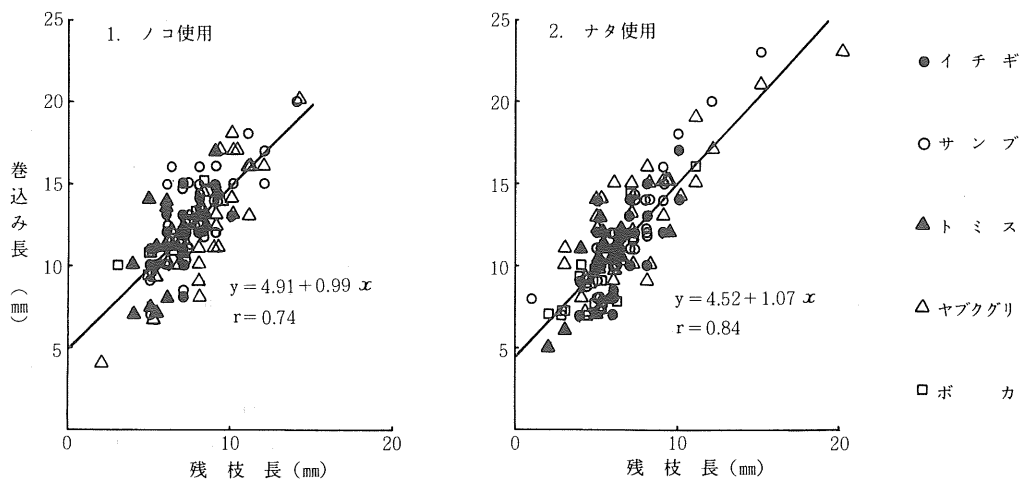 1. ノコ使用
25
20
15
10
5
0
10
20
巻込み長(mm)
残枝長(mm)
y=4.91+0.99x
r=0.74
2. ナタ使用
25
20
15
10
5
0
10
20
残枝長(mm)
y=4.52+1.07x
r=0.84
イチギ
サンブ
トミス
ヤブクグリ
ボカ